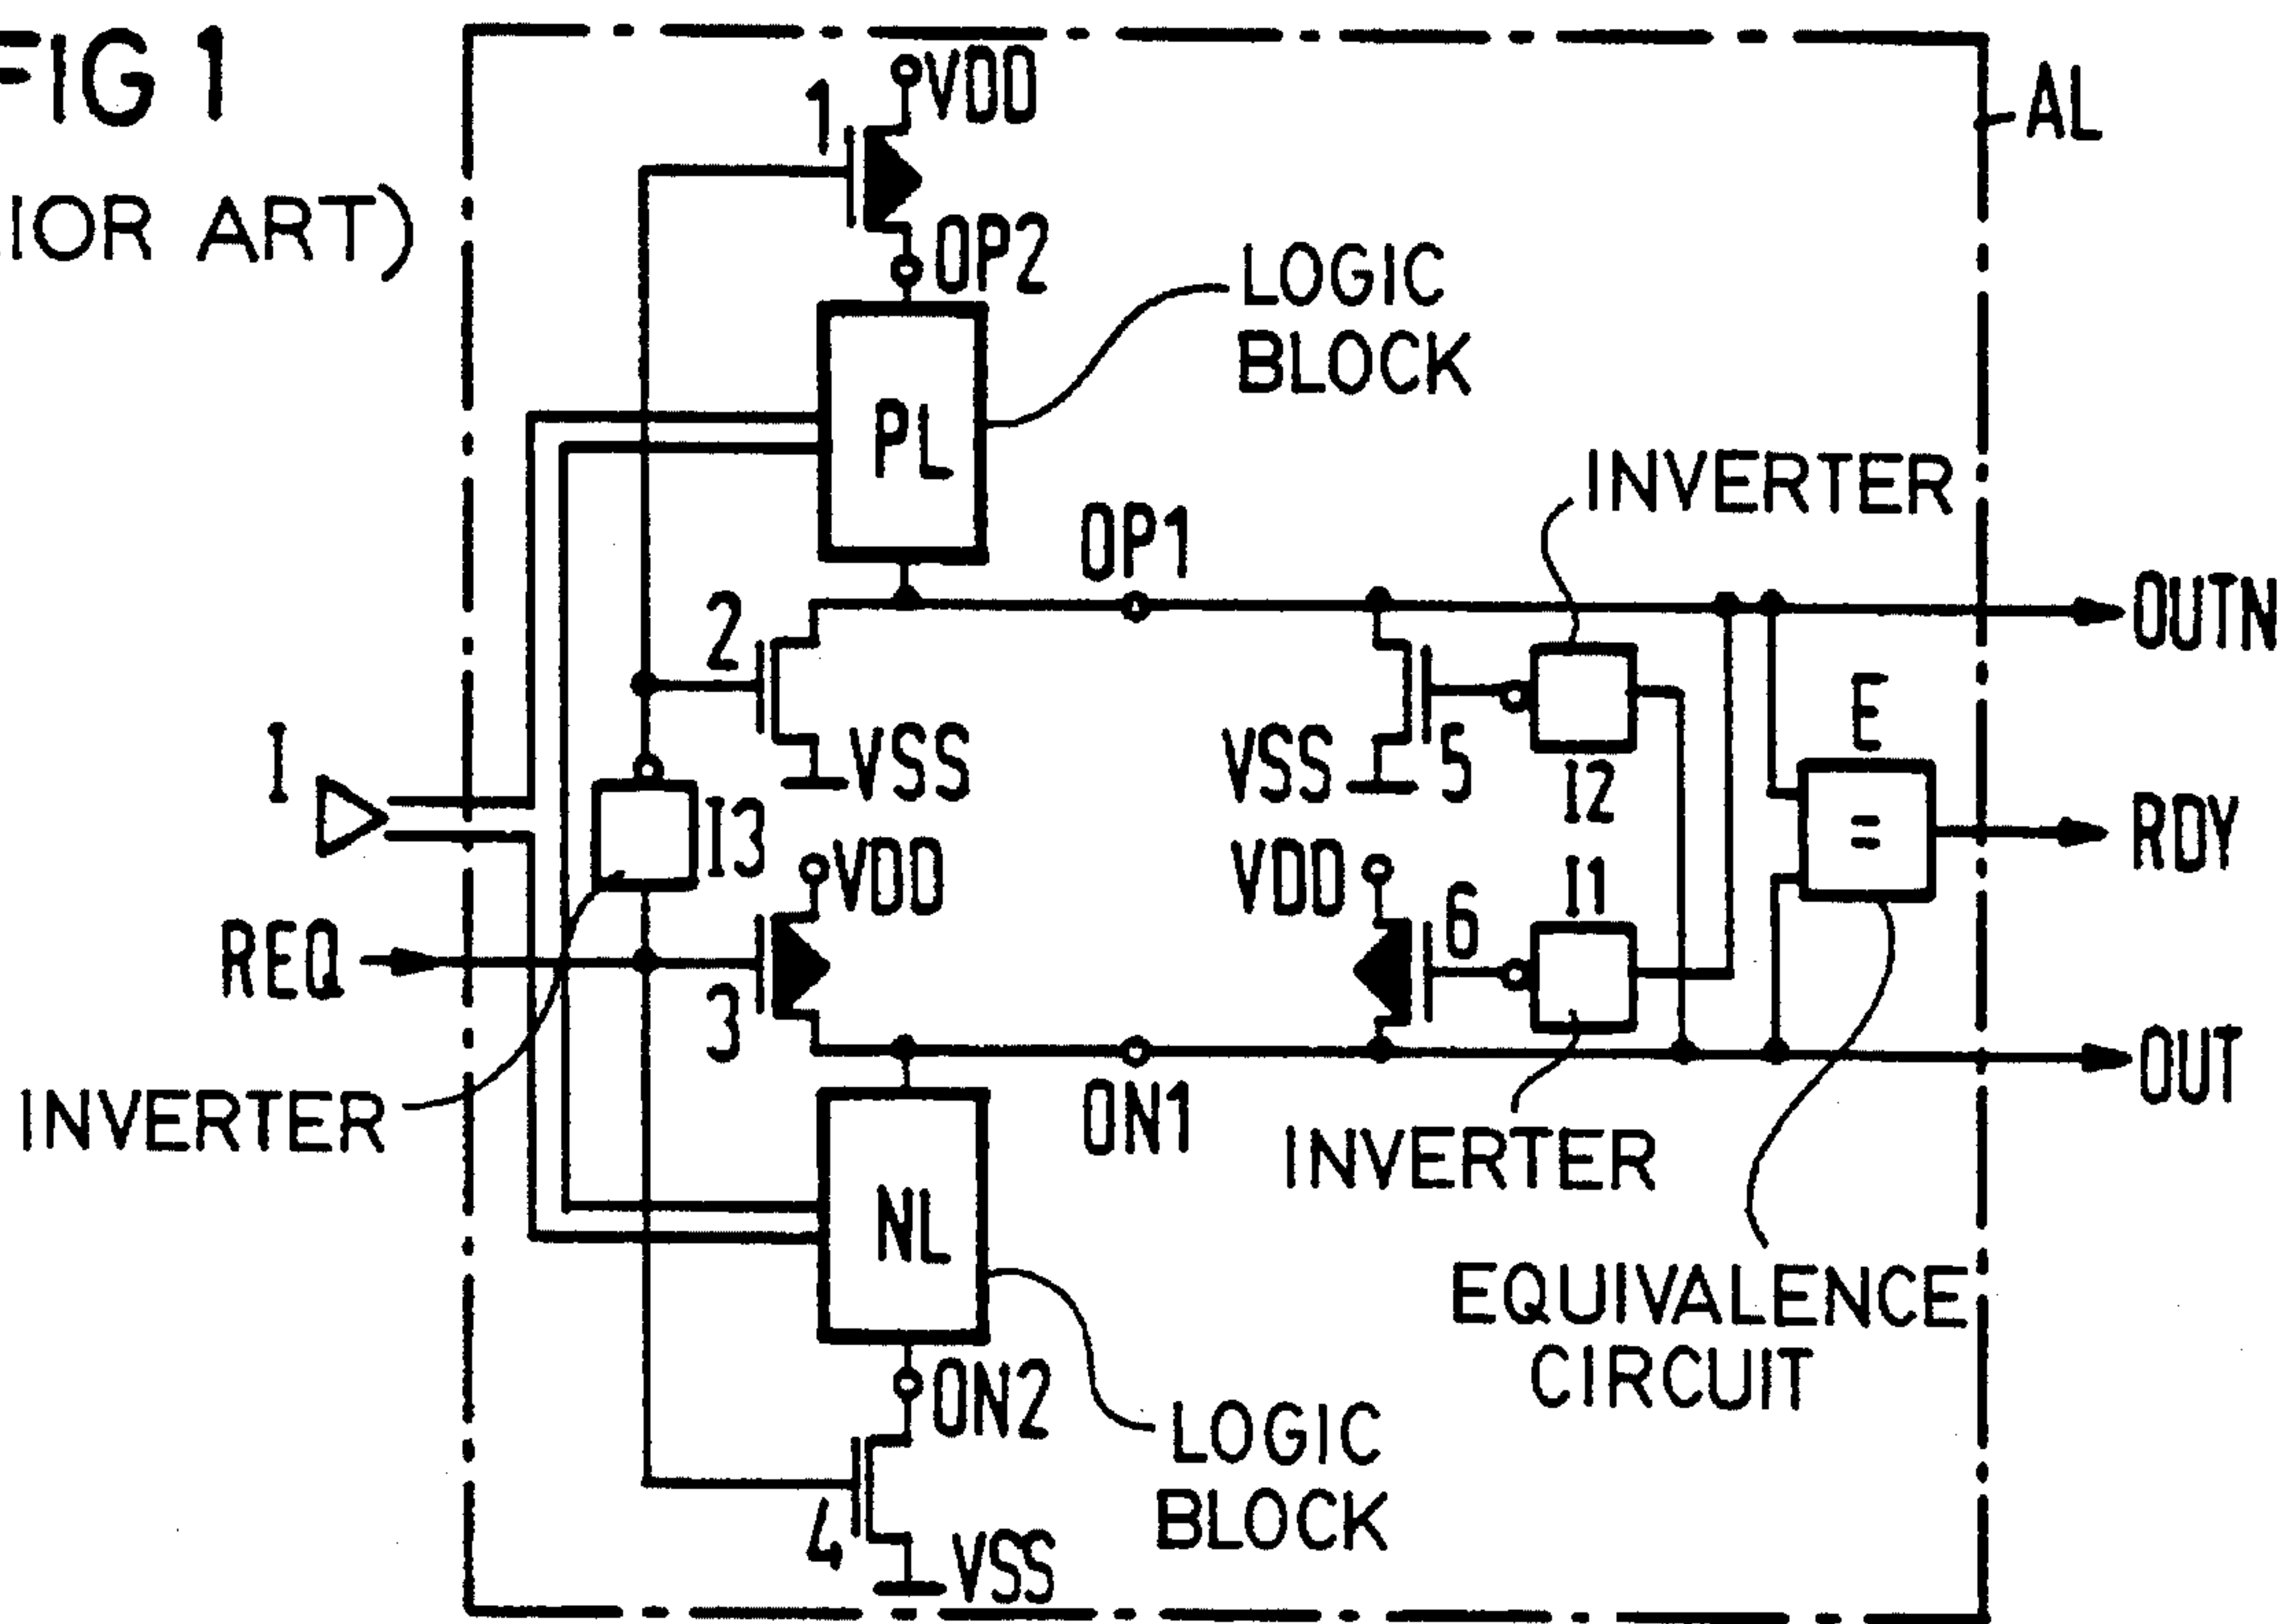 FIG 1
IOR ART)
VDD
1
AL
OP2
LOGIC
BLOCK
PL
INVERTER
OP1
OUTN
2
E
I
VSS
VSS
5
I2
=
RDY
I3
VDD
VDD
I1
6
REQ
3
OUT
INVERTER
ON1
INVERTER
NL
EQUIVALENCE
CIRCUIT
ON2
LOGIC
BLOCK
4
VSS